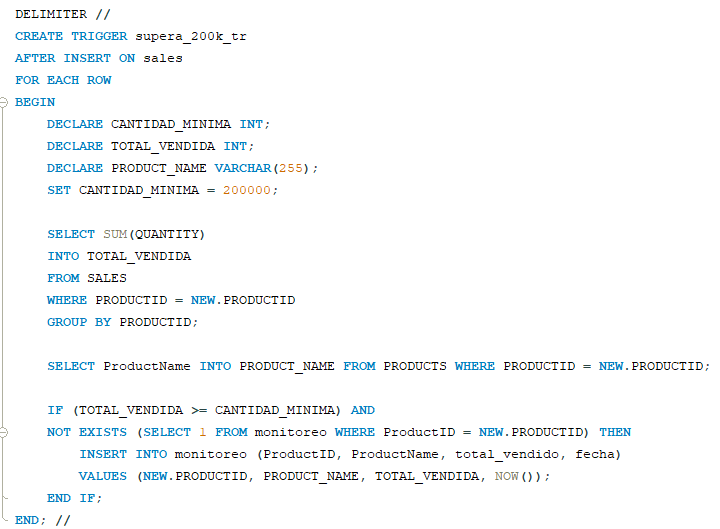 DELIMITER //
CREATE TRIGGER supera_200k_tr
AFTER INSERT ON sales
FOR EACH ROW
BEGIN
DECLARE CANTIDAD_MINIMA INT;
DECLARE TOTAL_VENDIDA INT;
DECLARE PRODUCT_NAME VARCHAR(255);
SET CANTIDAD_MINIMA = 200000;
SELECT SUM(QUANTITY)
INTO TOTAL_VENDIDA
FROM SALES
WHERE PRODUCTID = NEW.PRODUCTID
GROUP BY PRODUCTID;
SELECT ProductName INTO PRODUCT_NAME FROM PRODUCTS WHERE PRODUCTID = NEW.PRODUCTID;
IF (TOTAL_VENDIDA >= CANTIDAD_MINIMA) AND
NOT EXISTS (SELECT 1 FROM monitoreo WHERE ProductID = NEW.PRODUCTID) THEN
INSERT INTO monitoreo (ProductID, ProductName, total_vendido, fecha)
VALUES (NEW.PRODUCTID, PRODUCT_NAME, TOTAL_VENDIDA, NOW());
END IF;
END; //